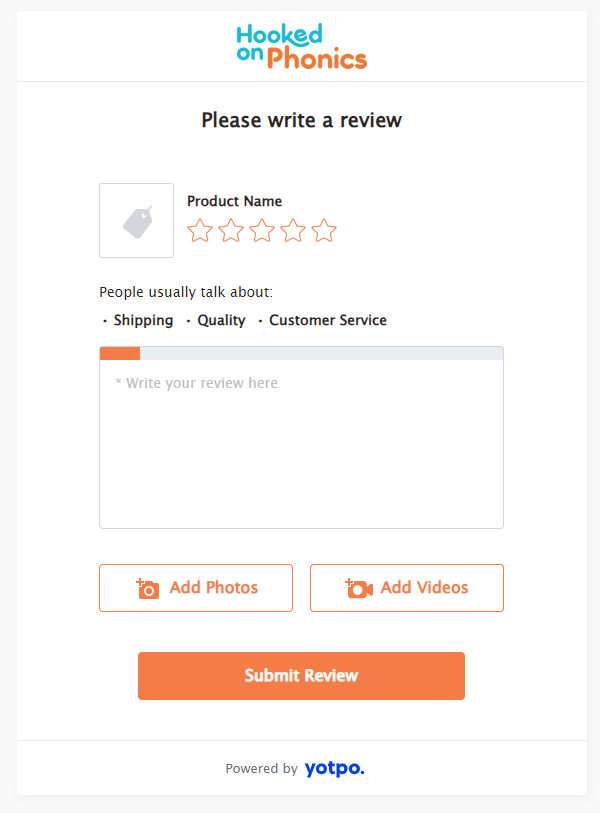 Hooked
on Phonics
Please write a review
Product Name
People usually talk about:
· Shipping · Quality · Customer Service
* Write your review here
Add Photos Add Videos
Submit Review
Powered by yotpo.